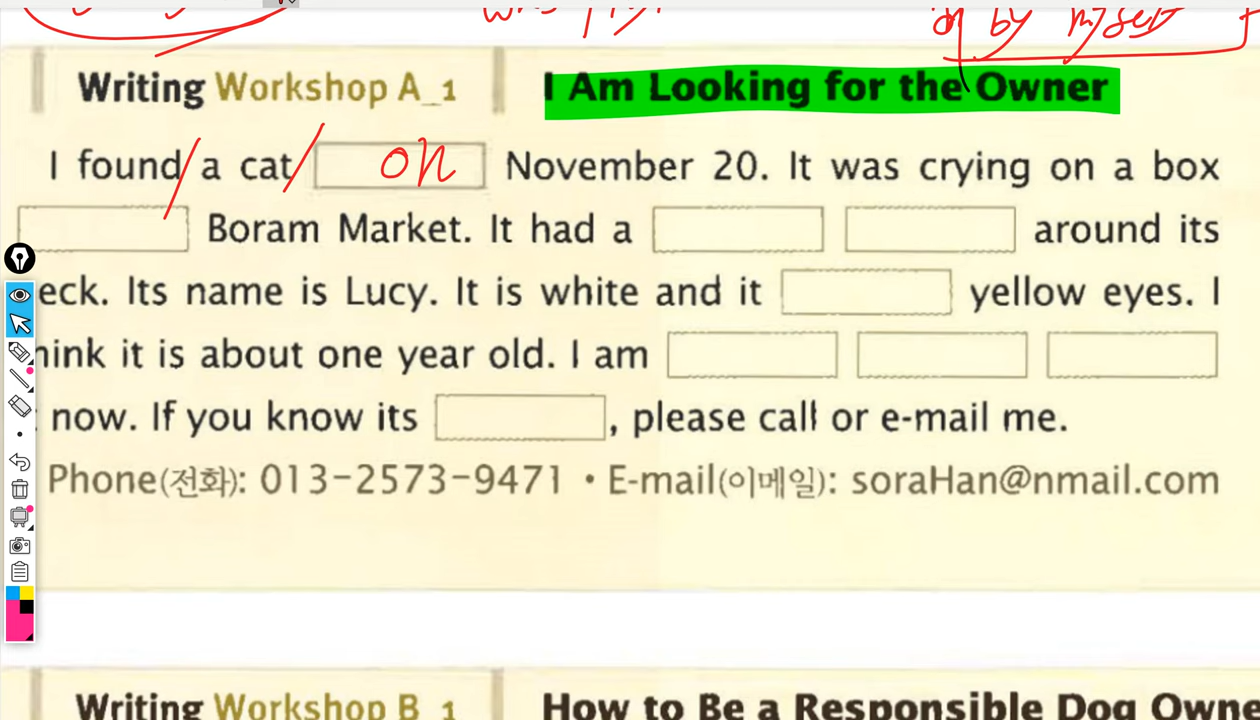 by myself
Writing Workshop A_1 I Am Looking for the Owner
I found a cat on November 20. It was crying on a box
Boram Market. It had a around its
eck. Its name is Lucy. It is white and it yellow eyes. I
hink it is about one year old. I am
now. If you know its , please call or e-mail me.
Phone(전화): 013-2573-9471 • E-mail(이메일): soraHan@nmail.com
Writing Workshop B_1 How to Be a Responsible Dog Owne